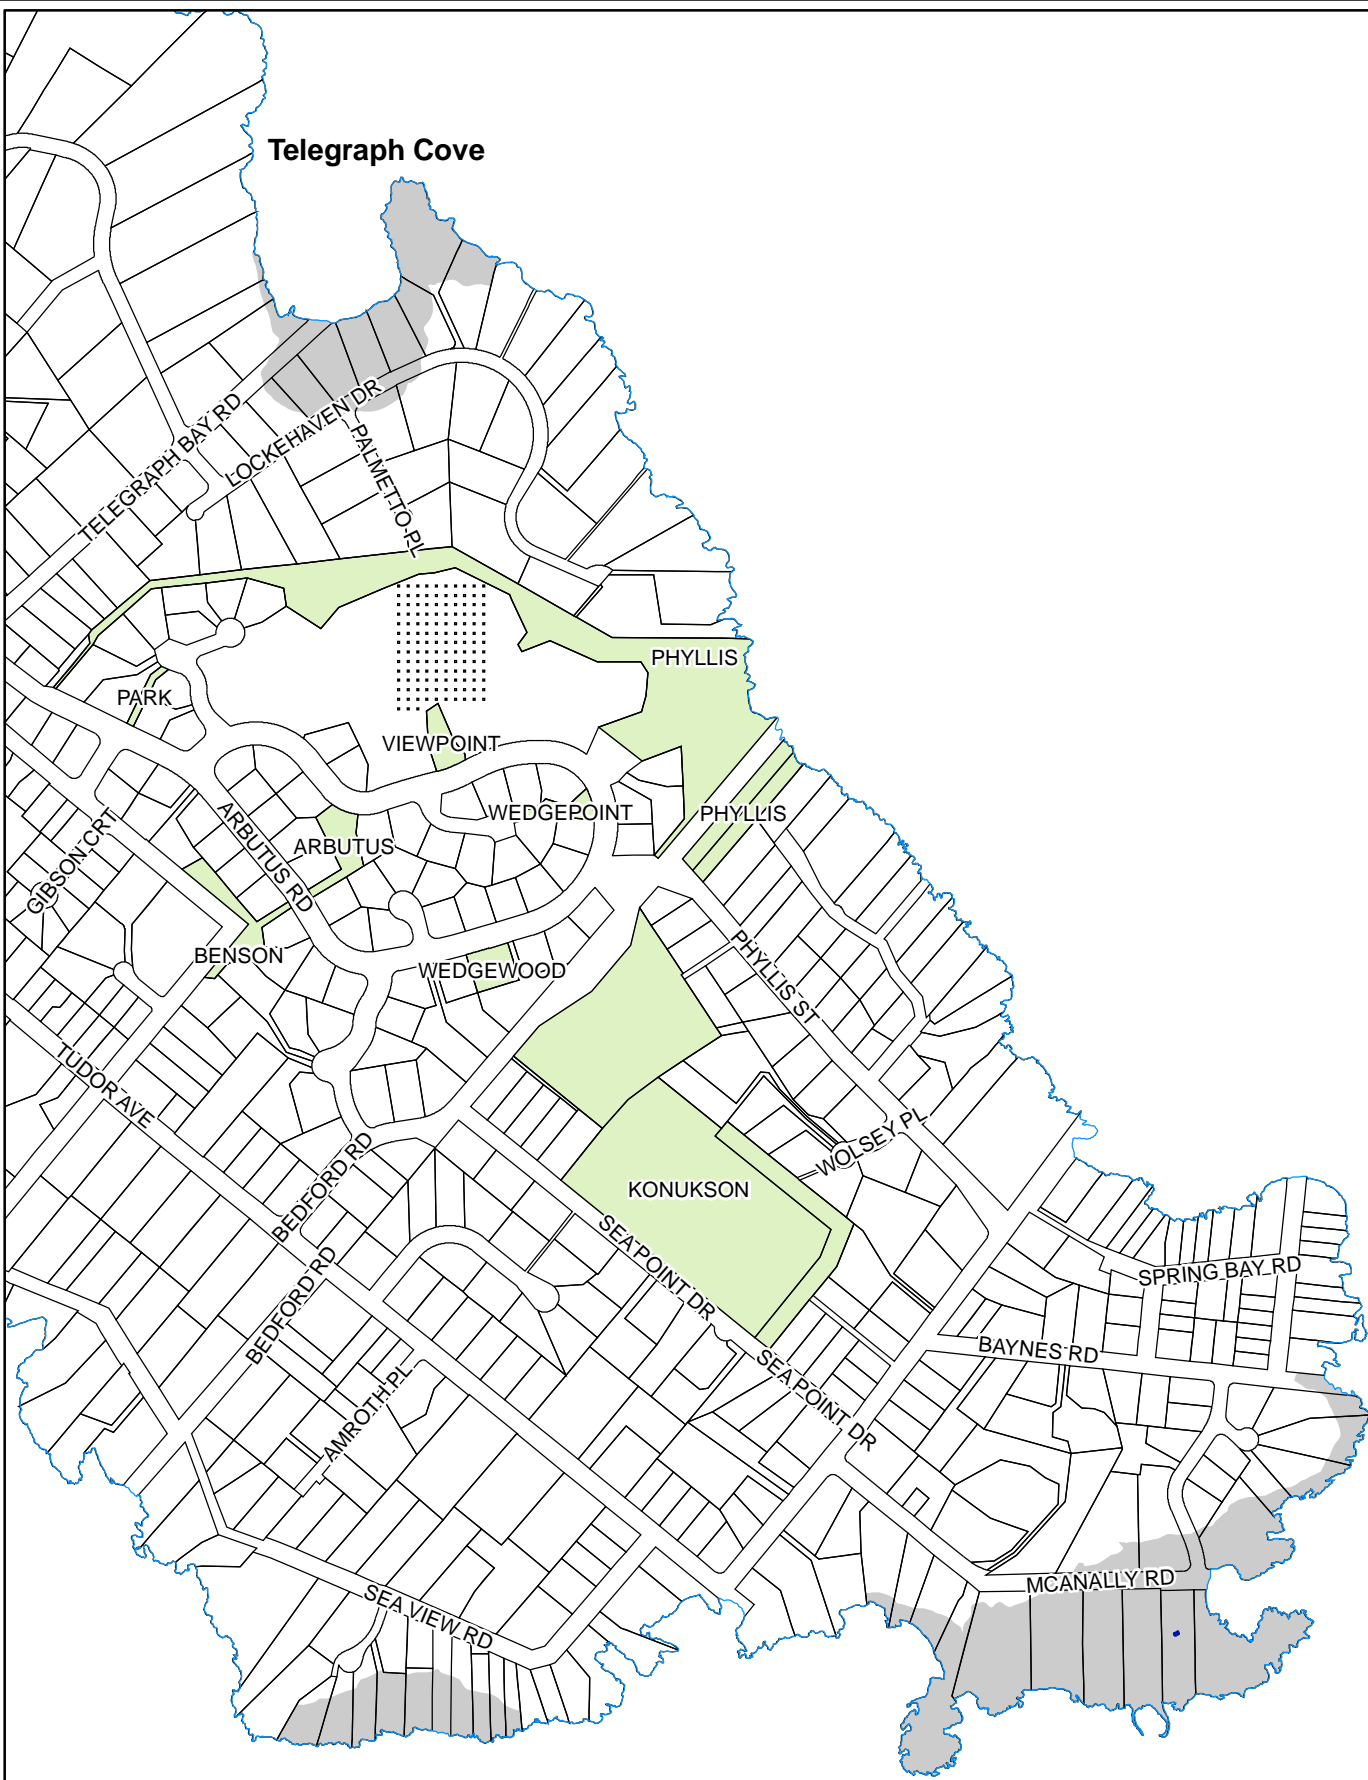 Telegraph Cove
TELEGRAPH BAY RD
LOCKEHAVEN DR
PALMETTO PL
PHYLLIS
PARK
VIEWPOINT
WEDGEPOINT
PHYLLIS
ARBUTUS RD
ARBUTUS
GIBSON CRT
BENSON
WEDGEWOOD
PHYLLIS ST
TUDOR AVE
WOLSEY PL
BEDFORD RD
KONUKSON
SEA POINT DR
SPRING BAY RD
BEDFORD RD
BAYNES RD
SEA POINT DR
AMROTH PL
MCANALLY RD
SEA VIEW RD